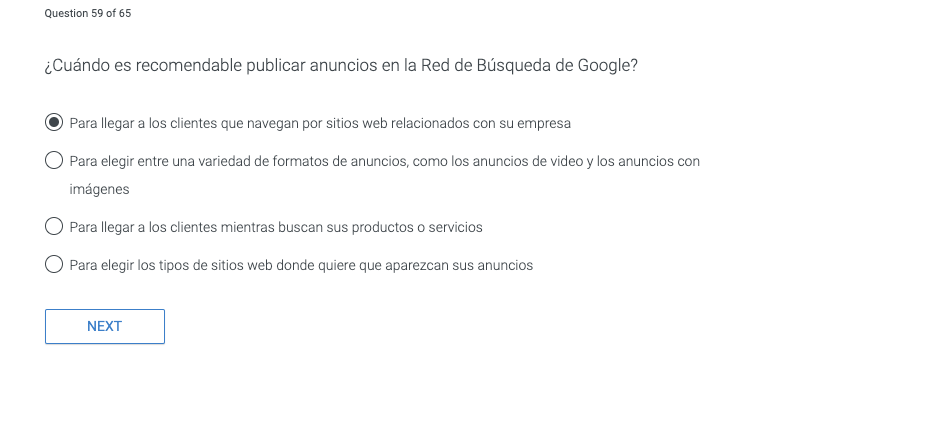 Question 59 of 65
¿Cuándo es recomendable publicar anuncios en la Red de Búsqueda de Google?
Para llegar a los clientes que navegan por sitios web relacionados con su empresa
Para elegir entre una variedad de formatos de anuncios, como los anuncios de video y los anuncios con
imágenes
Para llegar a los clientes mientras buscan sus productos o servicios
Para elegir los tipos de sitios web donde quiere que aparezcan sus anuncios
NEXT